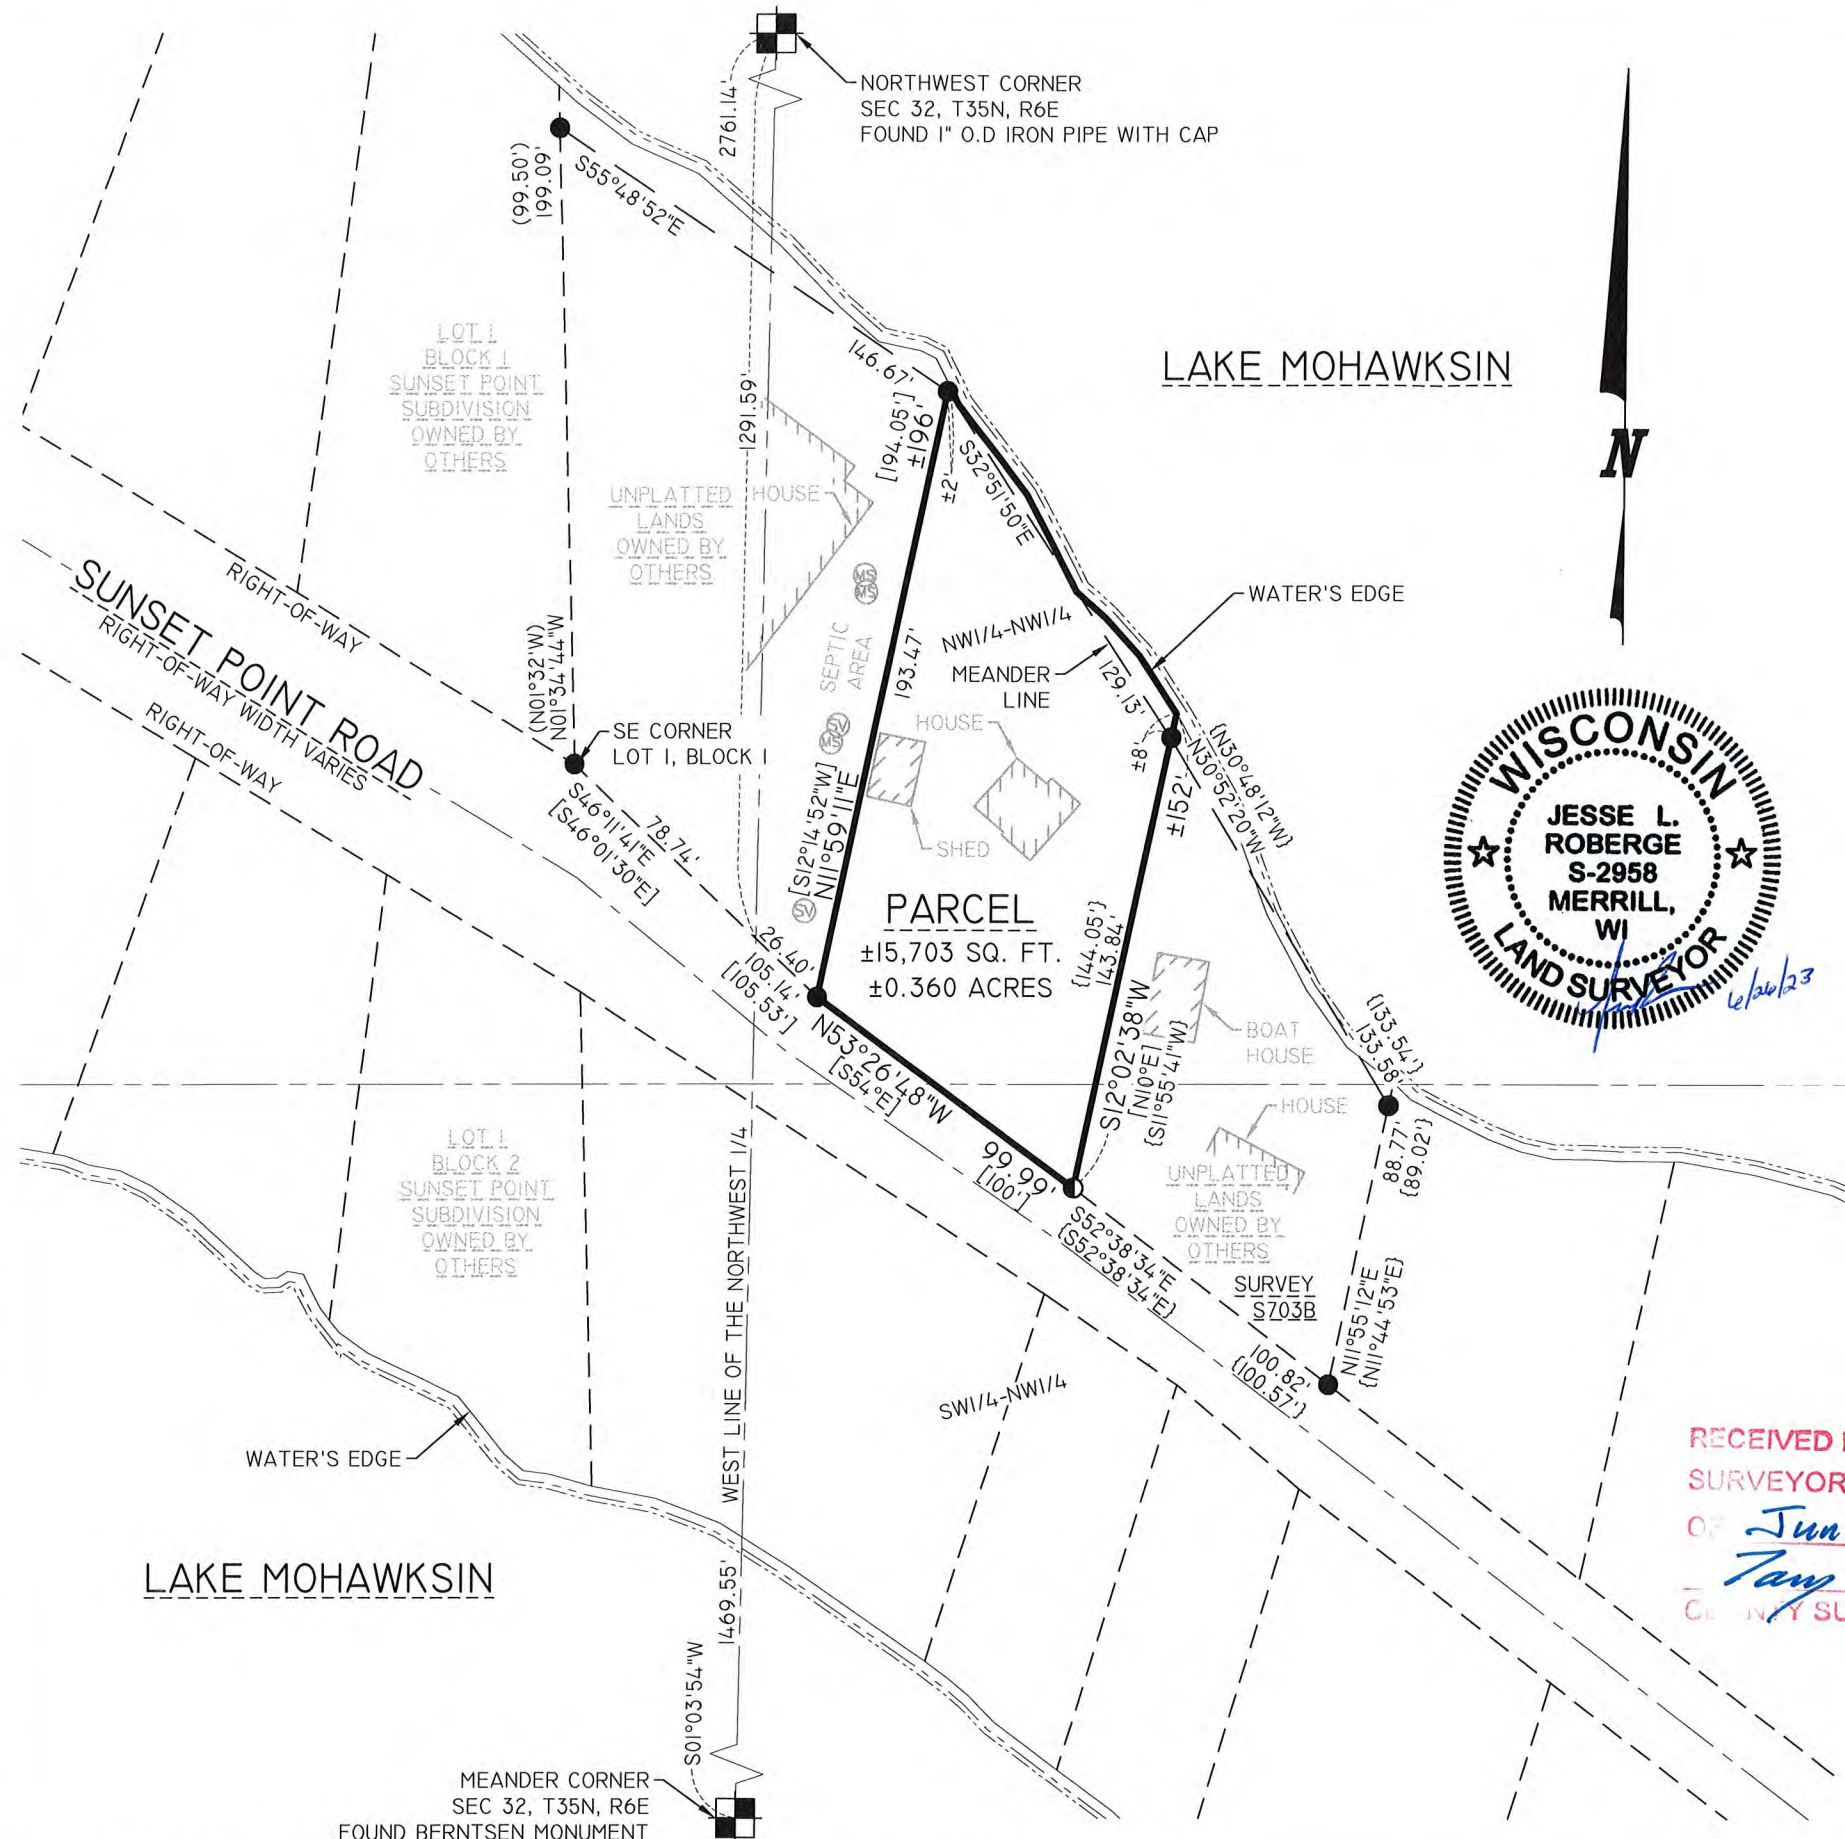 NORTHWEST CORNER
SEC 32, T35N, R6E
FOUND 1" O.D IRON PIPE WITH CAP
2761.14'
(99.50')
199.09'
S55°48'52"E
1291.59'
146.67'
LAKE MOHAWKSIN
N
LOT 1
BLOCK 1
SUNSET POINT
SUBDIVISION
OWNED BY
OTHERS
UNPLATTED
LANDS
OWNED BY
OTHERS
HOUSE
[194.05']
±196'
±2'
S32°51'50"E
193.47'
MS
MS
SEPTIC
AREA
SV
MS
SV
NW1/4-NW1/4
MEANDER
LINE
129.13'
WATER'S EDGE
RIGHT-OF-WAY
SUNSET POINT ROAD
RIGHT-OF-WAY WIDTH VARIES
RIGHT-OF-WAY
(N01°32'W)
N01°34'44"W
SE CORNER
LOT 1, BLOCK 1
HOUSE
SHED
±8'
±152'
{N30°48'12"W}
N30°52'20"W
78.74'
S46°11'41"E
[S46°01'30"E]
[S12°14'52"W]
N11°59'11"E
PARCEL
±15,703 SQ. FT.
±0.360 ACRES
{144.05'}
143.84'
26.40'
105.14'
[105.53']
N53°26'48"W
[S54°E]
99.99'
[100']
S12°02'38"W
[N10°E]
{S11°55'41"W}
BOAT
HOUSE
{133.54'}
133.58'
HOUSE
88.77'
{89.02'}
WISCONSIN
JESSE L.
ROBERGE
S-2958
MERRILL,
WI
LAND SURVEYOR
6/26/23
LOT 1
BLOCK 2
SUNSET POINT
SUBDIVISION
OWNED BY
OTHERS
WEST LINE OF THE NORTHWEST 1/4
UNPLATTED
LANDS
OWNED BY
OTHERS
S52°38'34"E
{S52°38'34"E}
SURVEY
S703B
N11°55'12"E
{N11°44'53"E}
100.82'
{100.57'}
SW1/4-NW1/4
WATER'S EDGE
LAKE MOHAWKSIN
1469.55'
S01°03'54"W
RECEIVED
SURVEYOR
OF Jun
MEANDER CORNER
SEC 32, T35N, R6E
FOUND BERNTSEN MONUMENT